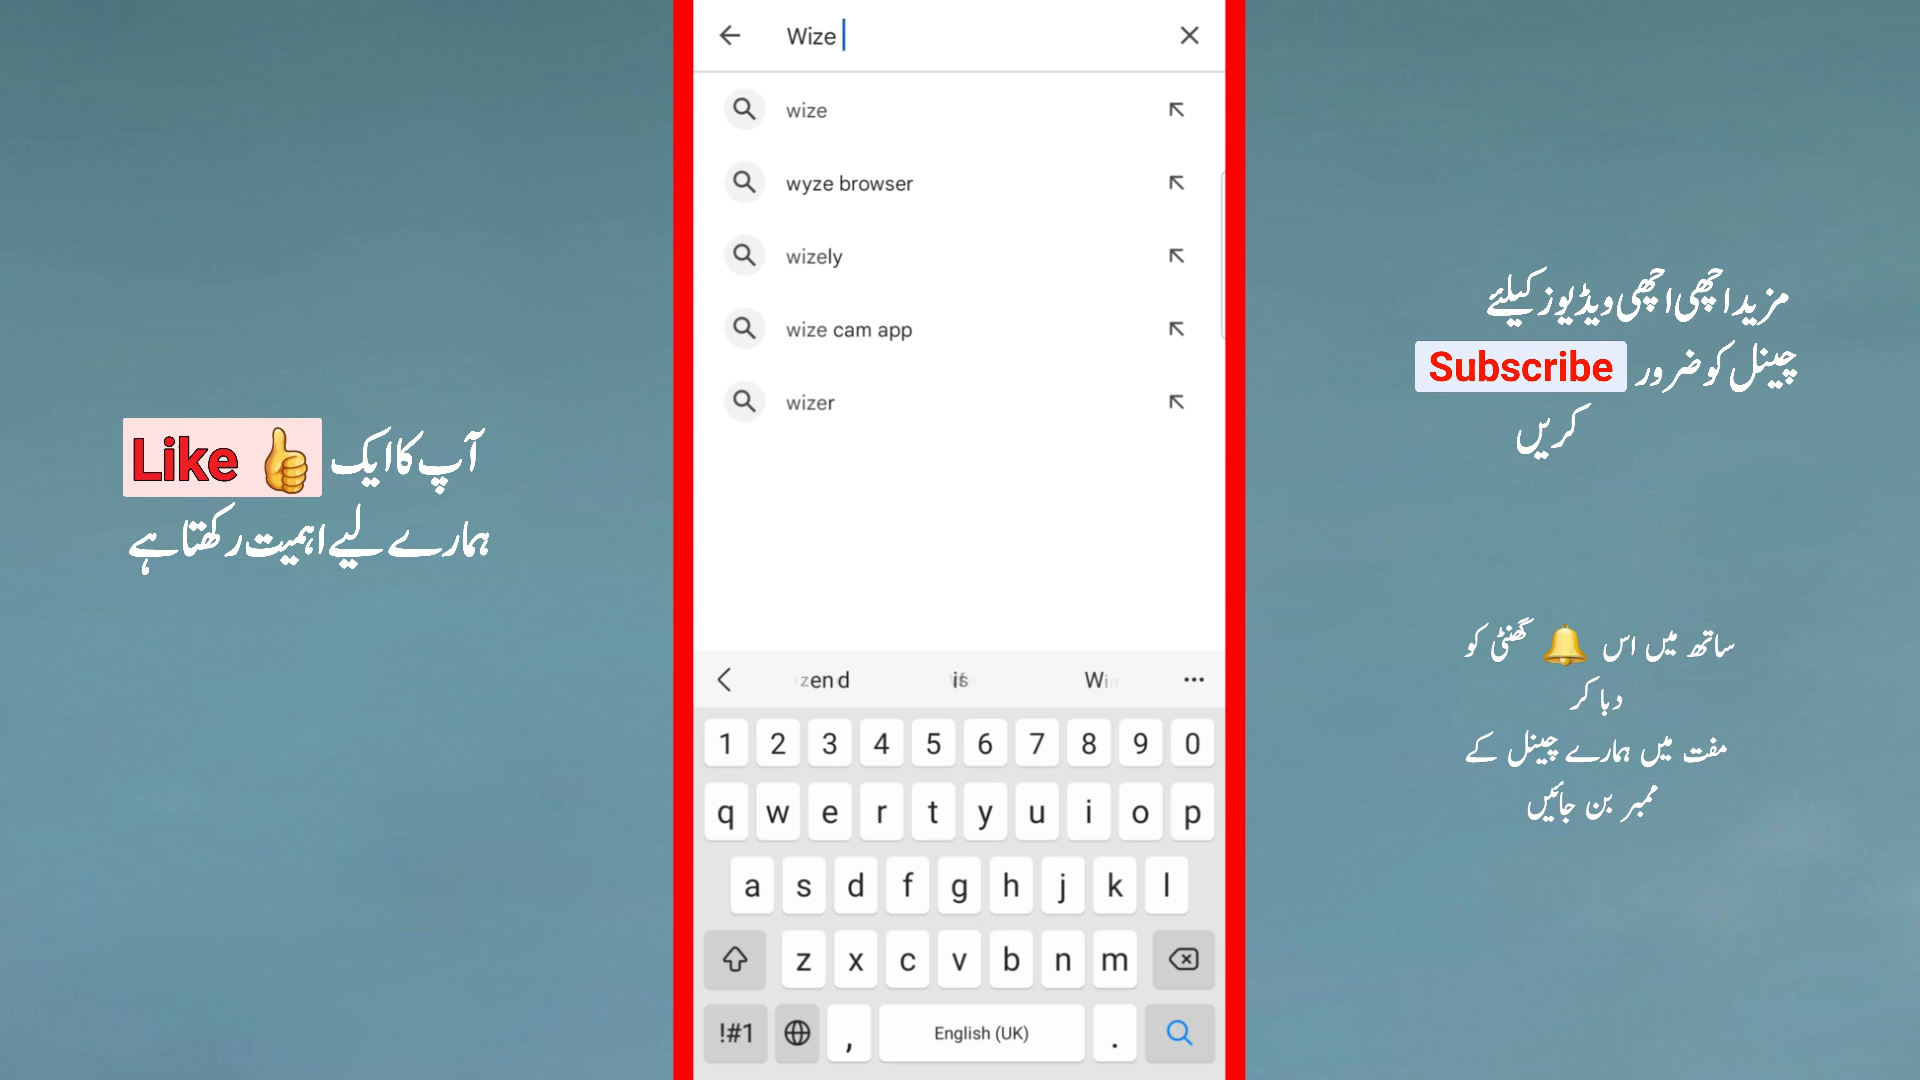 Wize
wize
wyze browser
wizely
wize cam app
wizer
is
1 2 3 4 5 6 7 8 9 0
q w e r t y u i o p
a s d f g h j k l
z x c v b n m
!#1 , English (UK) .
آپ کا ایک Like 👍
ہمارے لیے اہمیت رکھتا ہے
مزید اچھی اچھی ویڈیوز کیلئے
چینل کو ضرور Subscribe
کریں
ساتھ میں اس 🔔 گھنٹی کو
دبا کر
مفت میں ہمارے چینل کے
ممبر بن جائیں